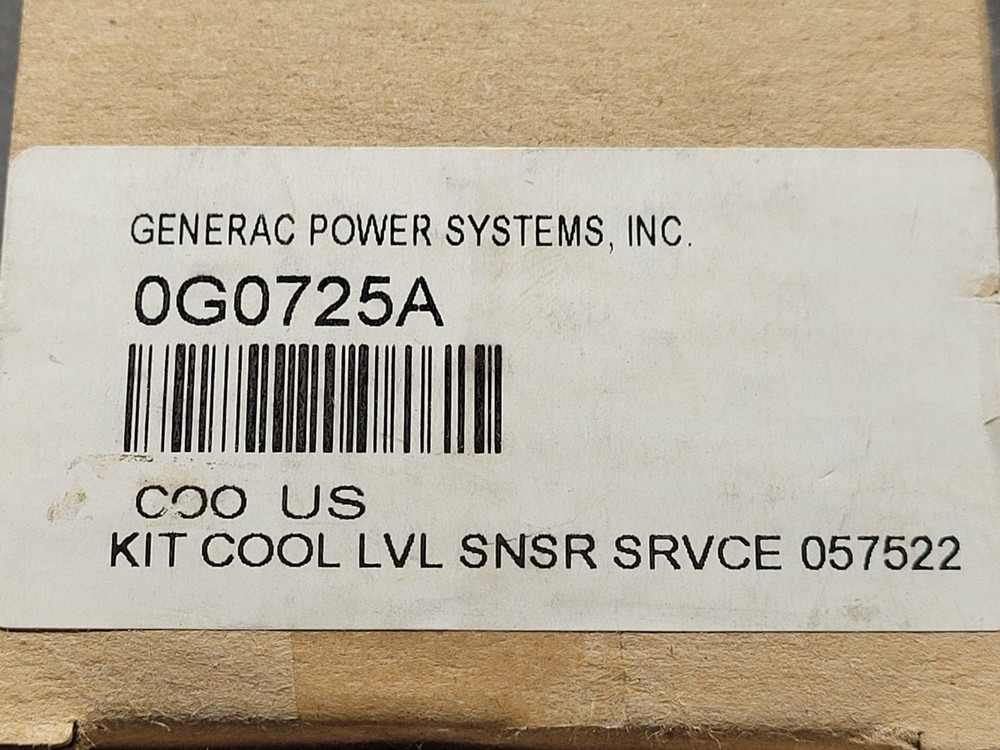 GENERAC POWER SYSTEMS, INC.
0G0725A
COO US
KIT COOL LVL SNSR SRVCE 057522